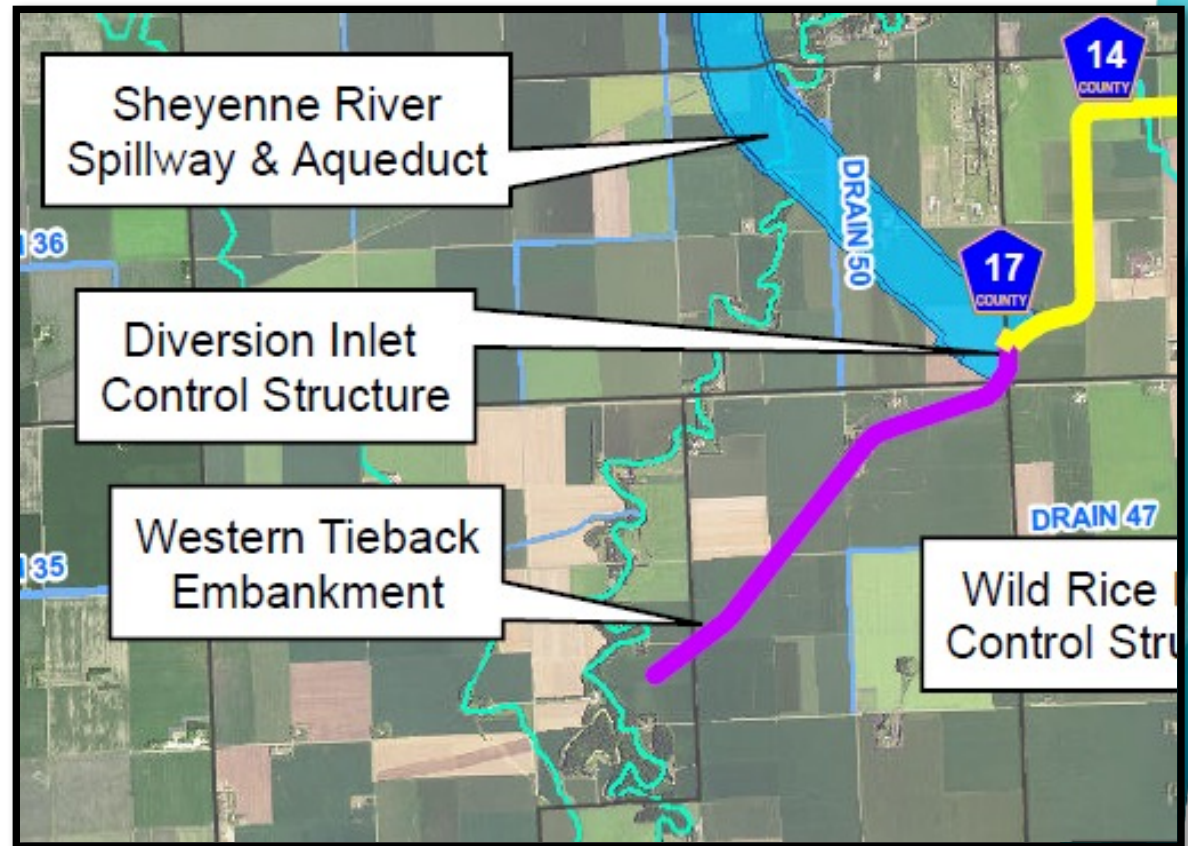 14
COUNTY
Sheyenne River
Spillway & Aqueduct
DRAIN 50
36
17
COUNTY
Diversion Inlet
Control Structure
DRAIN 47
Western Tieback
Embankment
35
Wild Rice
Control